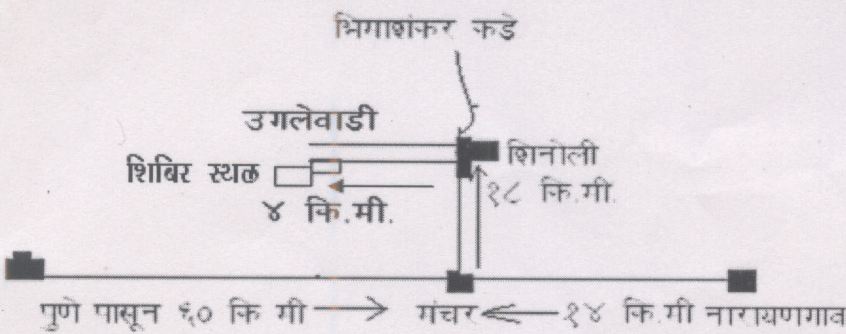 भिगाशंकर कडे
उगलेवाडी
शिनोली
शिबिर स्थळ
१८ कि.गी.
४ कि.मी.
पुणे पासून ६० कि गी गंचर १४ कि.गी नारायणगाव